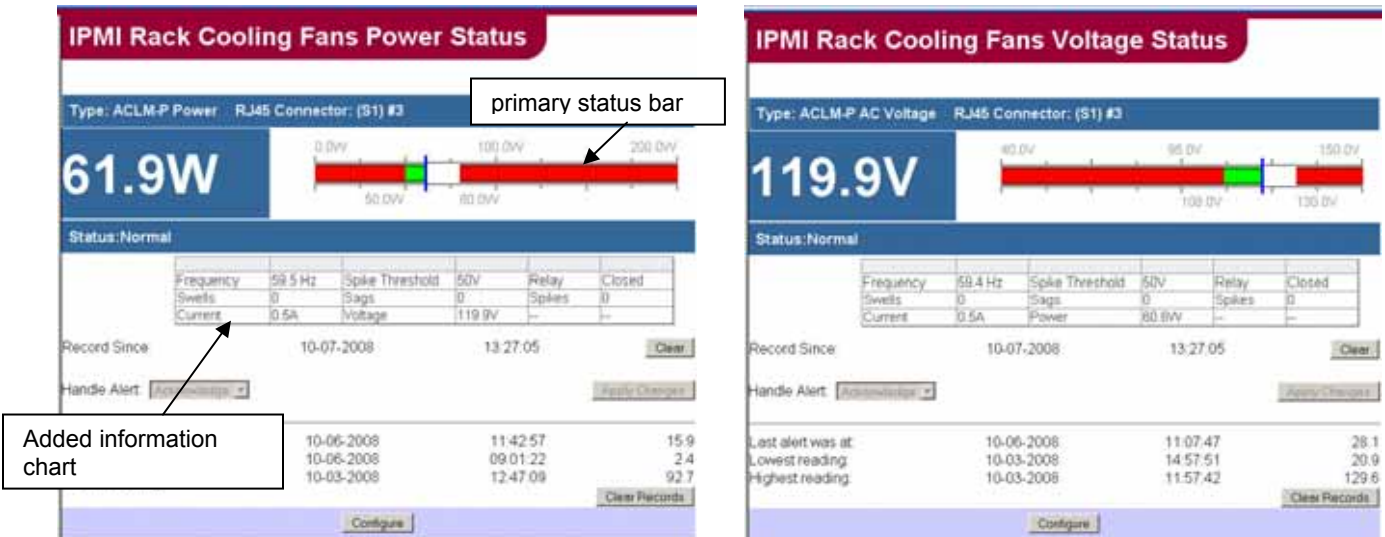 IPMI Rack Cooling Fans Power Status
primary status bar
Type: ACLM-P Power RJ45 Connector: (S1) #3
61.9W
0.0W 100.0W 200.0W
50.0W 80.0W
Status:Normal
Frequency 59.5 Hz Spike Threshold 50V Relay Closed
Swells 0 Sags 0 Spikes 0
Current 0.5A Voltage 119.9V -- --
Record Since 10-07-2008 13:27:05 Clear
Handle Alert: Acknowledge Apply Changes
Added information
chart
10-06-2008 11:42:57 15.9
10-06-2008 09:01:22 2.4
10-03-2008 12:47:09 92.7
Clear Records
Configure
IPMI Rack Cooling Fans Voltage Status
Type: ACLM-P AC Voltage RJ45 Connector: (S1) #3
119.9V
40.0V 95.0V 150.0V
108.0V 130.0V
Status:Normal
Frequency 59.4 Hz Spike Threshold 50V Relay Closed
Swells 0 Sags 0 Spikes 0
Current 0.5A Power 60.8W -- --
Record Since: 10-07-2008 13:27:05 Clear
Handle Alert: Acknowledge Apply Changes
Last alert was at: 10-06-2008 11:07:47 28.1
Lowest reading: 10-03-2008 14:57:51 20.9
Highest reading: 10-03-2008 11:57:42 129.6
Clear Records
Configure